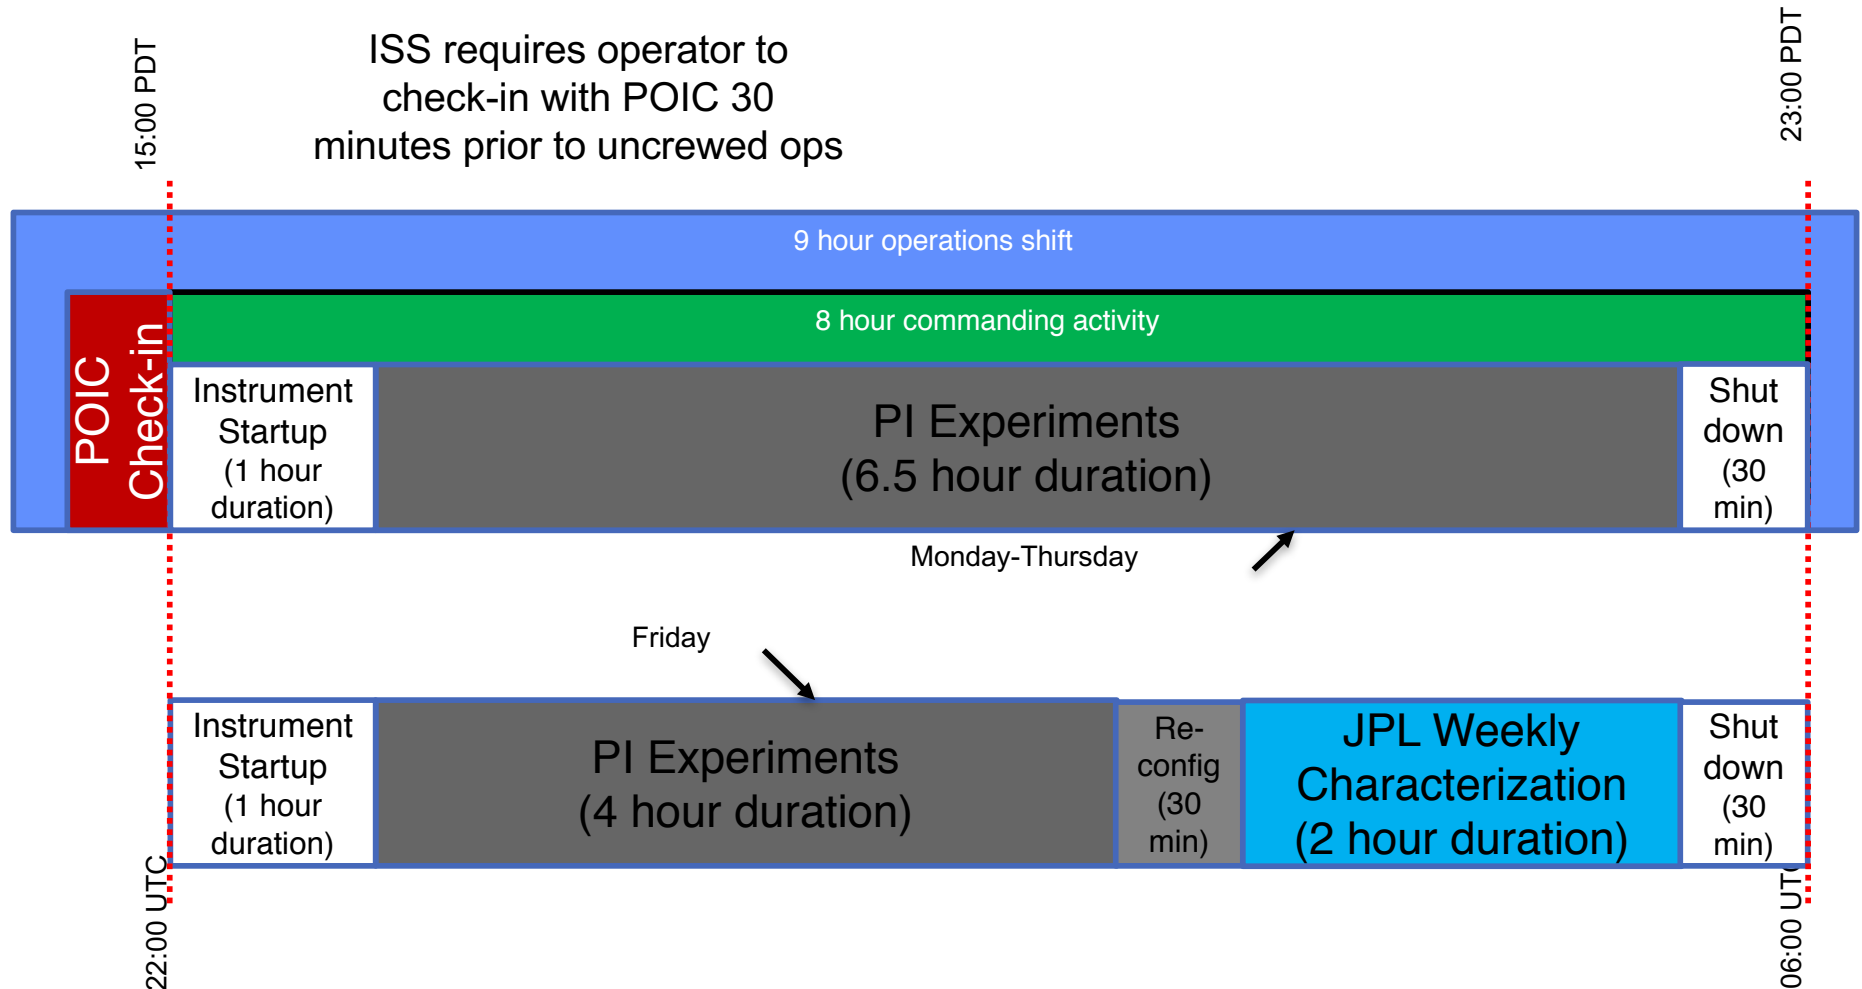 15:00 PDT
ISS requires operator to
check-in with POIC 30
minutes prior to uncrewed ops
23:00 PDT
9 hour operations shift
8 hour commanding activity
POIC
Check-in
Instrument
Startup
(1 hour
duration)
PI Experiments
(6.5 hour duration)
Shut
down
(30
min)
Monday-Thursday
Friday
Instrument
Startup
(1 hour
duration)
PI Experiments
(4 hour duration)
Re-
config
(30
min)
JPL Weekly
Characterization
(2 hour duration)
Shut
down
(30
min)
22:00 UTC
06:00 UTC